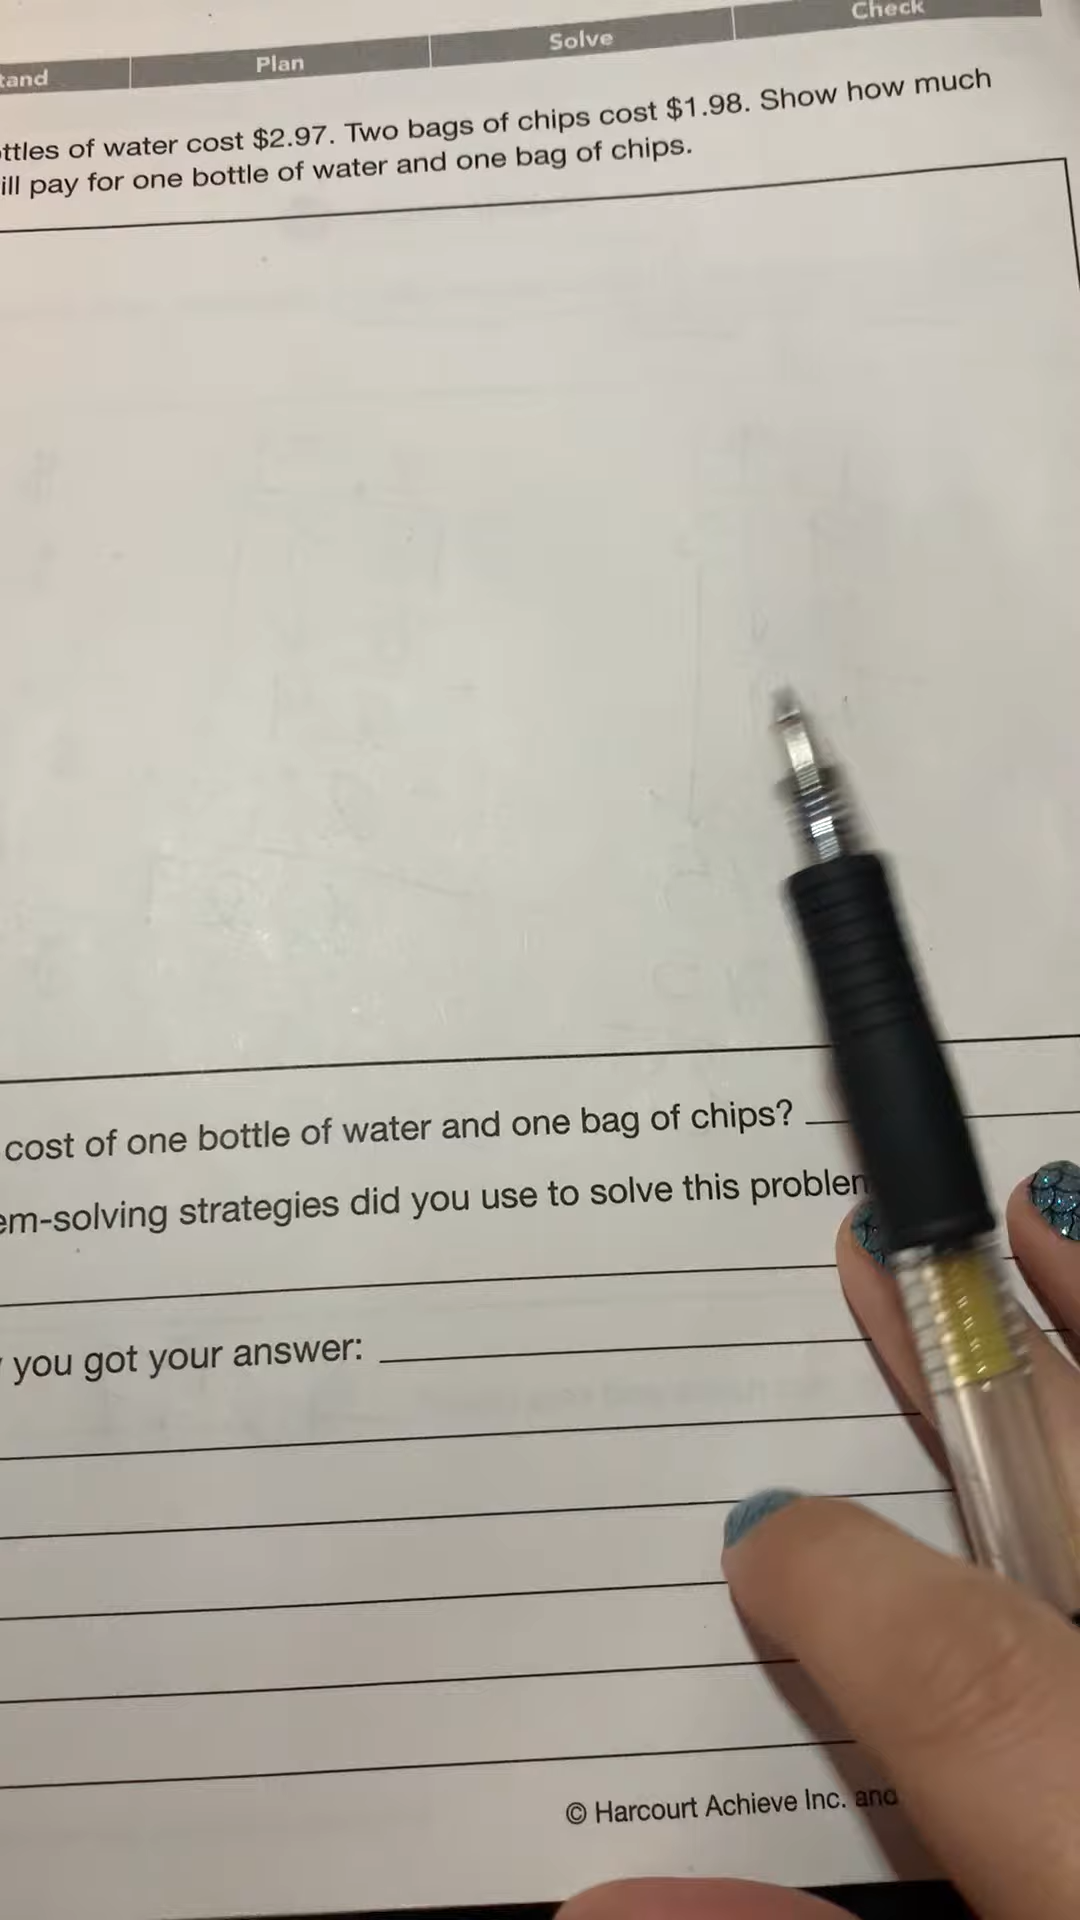 tand Plan Solve Check
ttles of water cost $2.97. Two bags of chips cost $1.98. Show how much
ill pay for one bottle of water and one bag of chips.
cost of one bottle of water and one bag of chips?
em-solving strategies did you use to solve this problem
you got your answer:
© Harcourt Achieve Inc. and